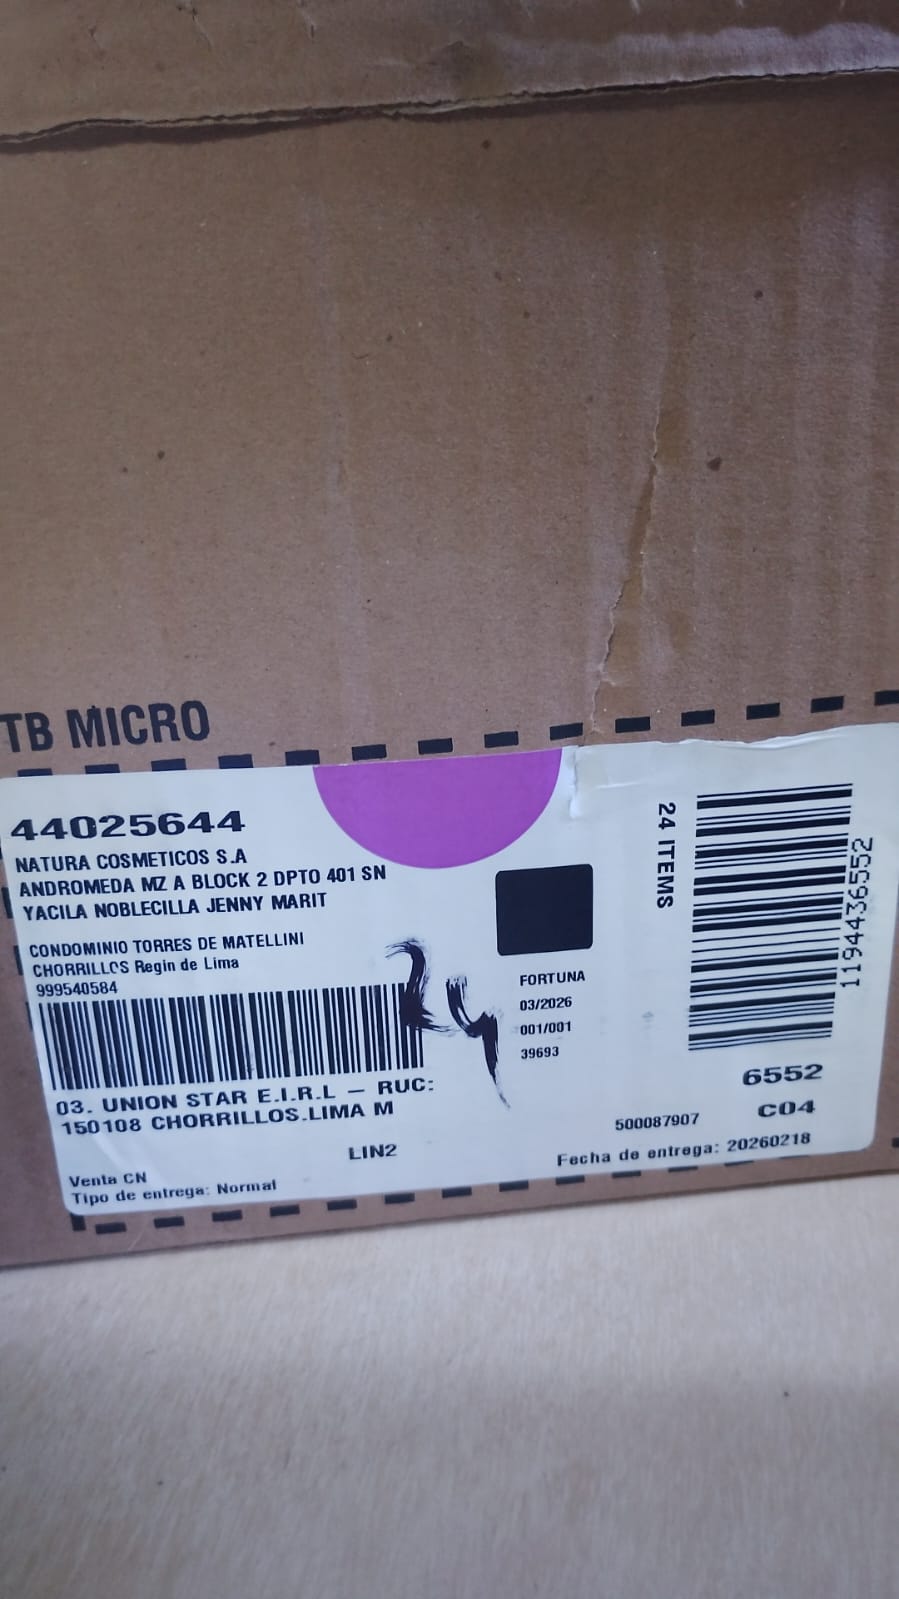 TB MICRO
44025644
NATURA COSMETICOS S.A
ANDROMEDA MZ A BLOCK 2 DPTO 401 SN
YACILA NOBLECILLA JENNY MARIT
CONDOMINIO TORRES DE MATELLINI
CHORRILLOS Regin de Lima
999540584
03. UNION STAR E.I.R.L – RUC:
150108 CHORRILLOS.LIMA M
LIN2
Venta CN
Tipo de entrega: Normal
24
FORTUNA
03/2026
001/001
39693
24 ITEMS
1194436552
6552
C04
500087907
Fecha de entrega: 20260218